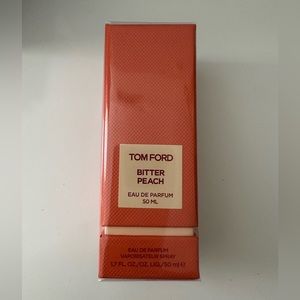 TOM FORD
BITTER
PEACH
EAU DE PARFUM
50 ML
EAU DE PARFUM
VAPORISATEUR SPRAY
1.7 FL. OZ./OZ. LIQ./50 ml ℮